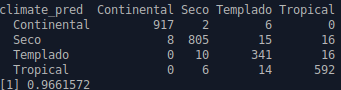 climate_pred Continental Seco Templado Tropical
Continental 917 2 6 0
Seco 8 805 15 16
Templado 0 10 341 16
Tropical 0 6 14 592
[1] 0.9661572